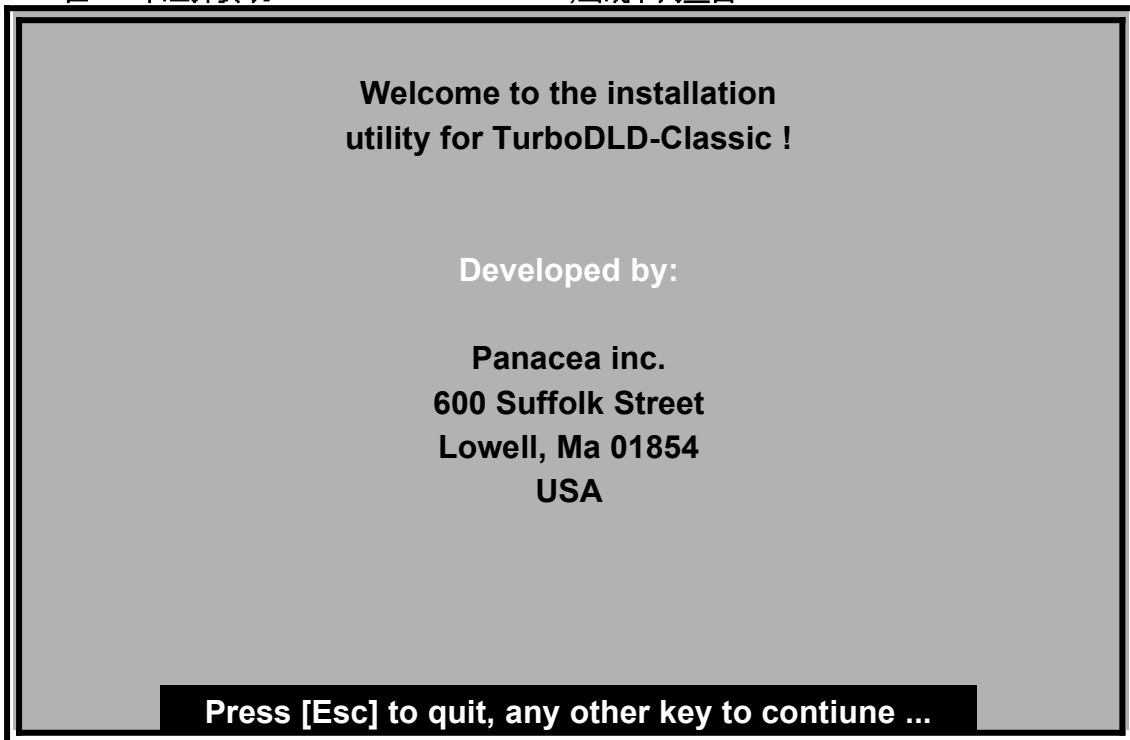 Welcome to the installation
utility for TurboDLD-Classic !
Developed by:
Panacea inc.
600 Suffolk Street
Lowell, Ma 01854
USA
Press [Esc] to quit, any other key to contiune ...